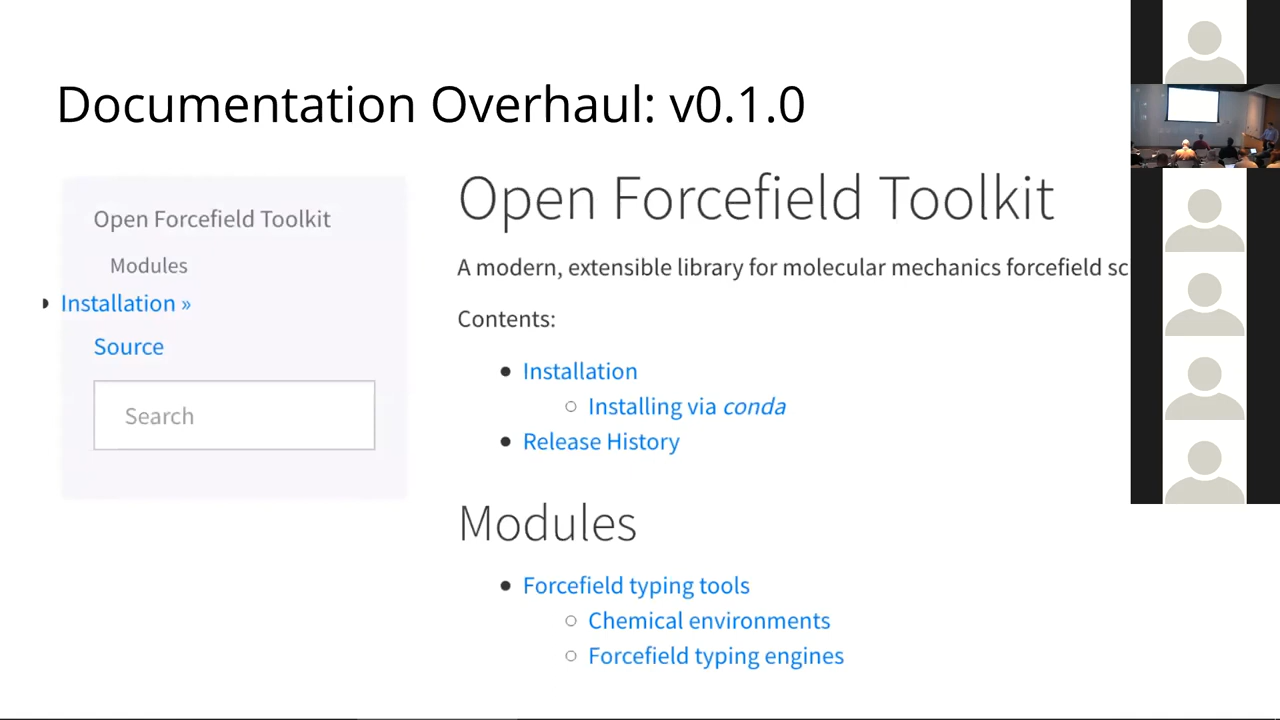 Documentation Overhaul: v0.1.0
Open Forcefield Toolkit
Modules
Installation »
Source
Search
Open Forcefield Toolkit
A modern, extensible library for molecular mechanics forcefield sc
Contents:
Installation
Installing via conda
Release History
Modules
Forcefield typing tools
Chemical environments
Forcefield typing engines